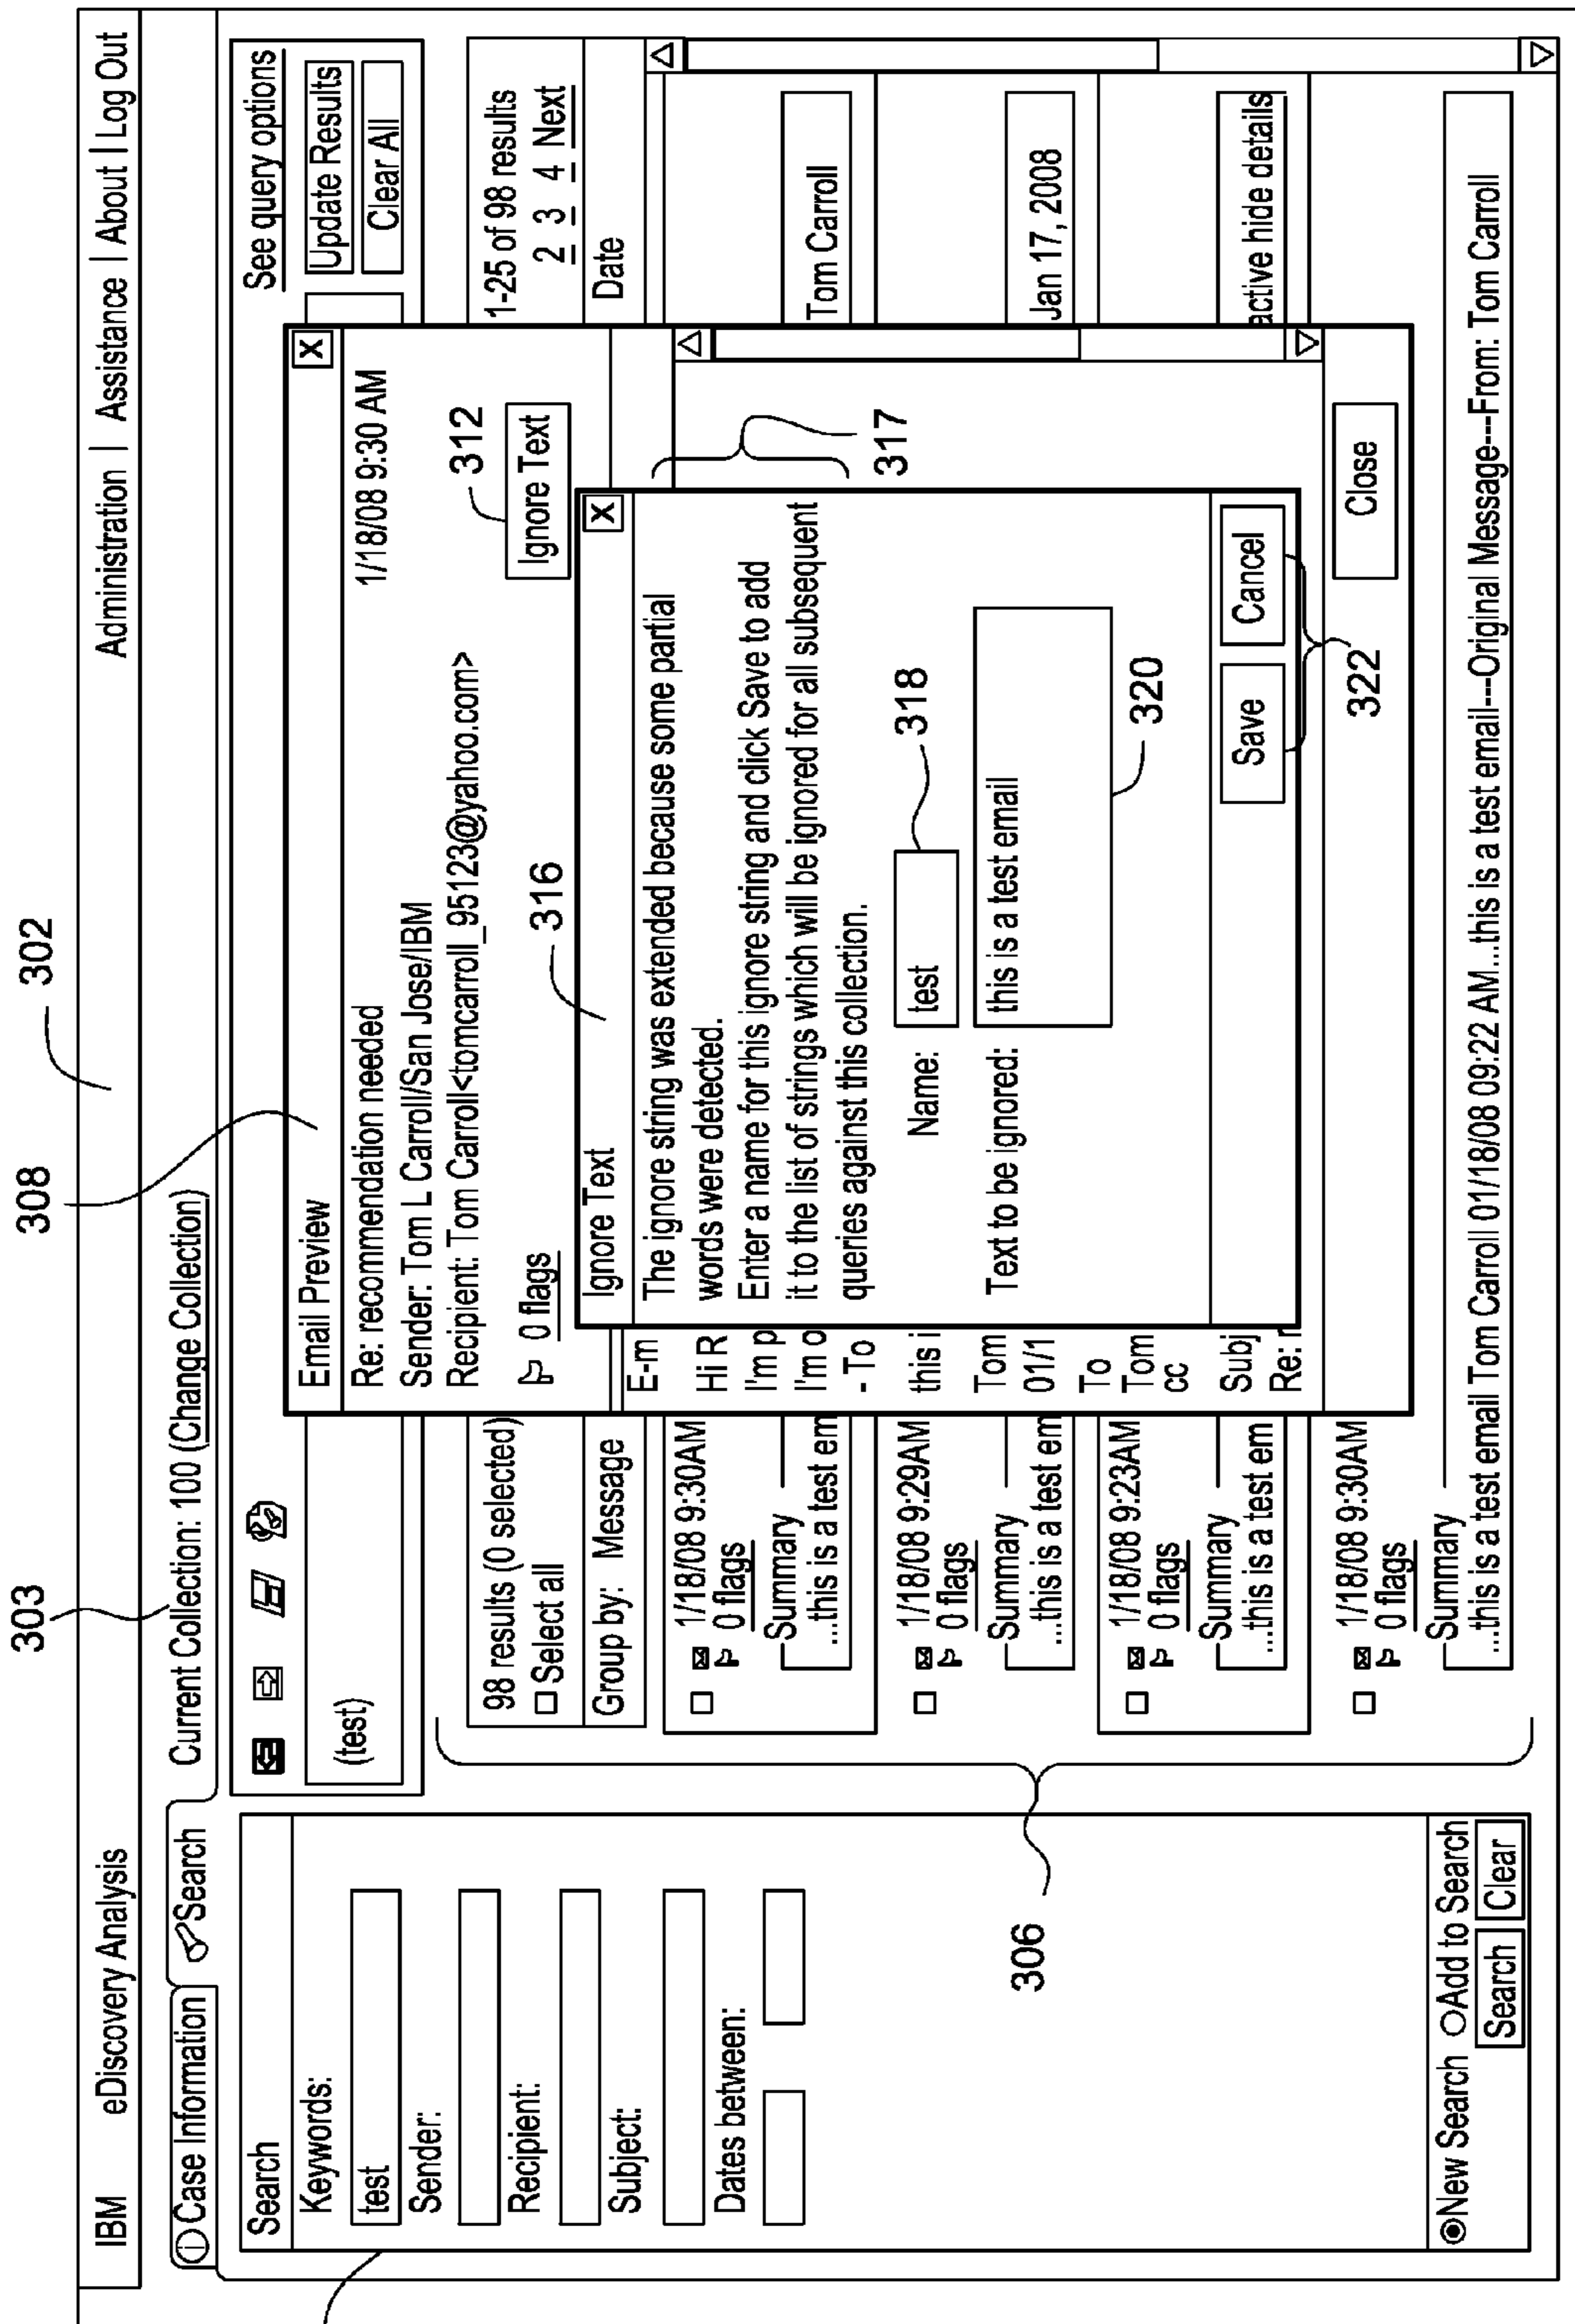 302
308
303
IBM eDiscovery Analysis
Administration | Assistance | About | Log Out
Case Information
Search
Current Collection: 100 (Change Collection)
Search
Keywords:
test
Sender:
Recipient:
Subject:
Dates between:
New Search Add to Search
Search Clear
306
See query options
(test)
Update Results
Clear All
98 results (0 selected)
1-25 of 98 results
Select all
2 3 4 Next
Group by: Message
Date
1/18/08 9:30AM
0 flags
Summary
...this is a test em
Tom Carroll
1/18/08 9:29AM
0 flags
Summary
...this is a test em
Jan 17, 2008
1/18/08 9:23AM
0 flags
Summary
...this is a test em
active hide details
1/18/08 9:30AM
0 flags
Summary
...this is a test email Tom Carroll 01/18/08 09:22 AM...this is a test email---Original Message---From: Tom Carroll
Email Preview
X
Re: recommendation needed
1/18/08 9:30 AM
Sender: Tom L Carroll/San Jose/IBM
Recipient: Tom Carroll<tomcarroll_95123@yahoo.com>
312
0 flags
Ignore Text
316
E-m
Hi R
I'm p
I'm o
- To
this i
Tom
01/1
To
Tom
cc
Subj
Re: r
Ignore Text
X
The ignore string was extended because some partial
words were detected.
Enter a name for this ignore string and click Save to add
it to the list of strings which will be ignored for all subsequent
queries against this collection.
317
318
Name: test
Text to be ignored: this is a test email
320
Save Cancel
322
Close